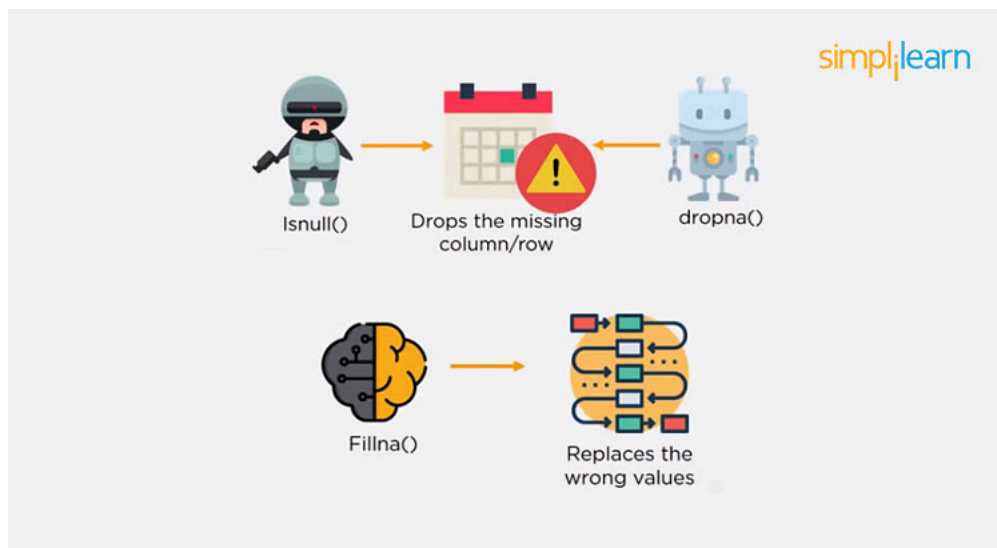 simplilearn
Isnull()
Drops the missing
column/row
dropna()
Fillna()
Replaces the
wrong values